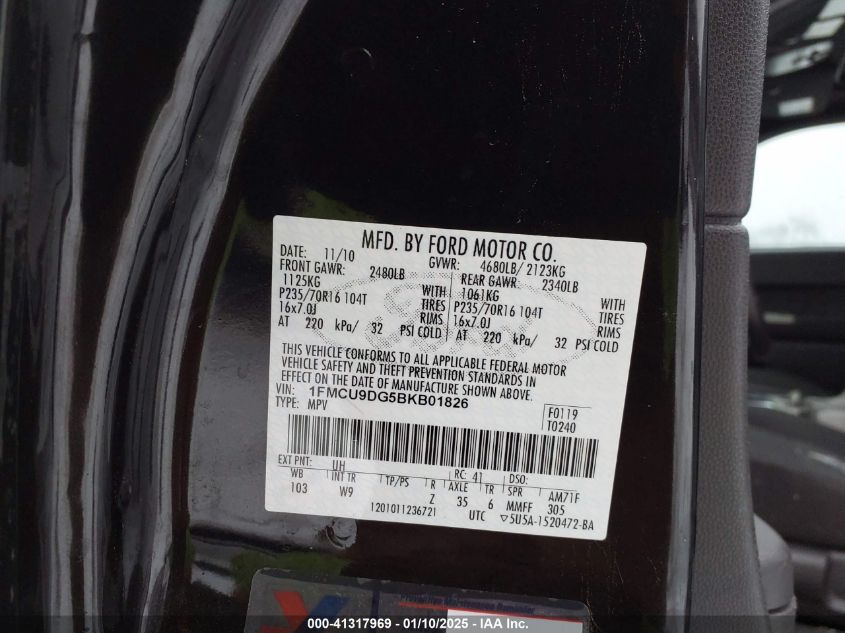 MFD. BY FORD MOTOR CO.
DATE: 11/10 GVWR: 4680LB/ 2123KG
FRONT GAWR: 2480LB REAR GAWR: 2340LB
1125KG WITH 1061KG WITH
P235/70R16 104T TIRES P235/70R16 104T TIRES
16x7.0J RIMS 16x7.0J RIMS
AT 220 kPa/ 32 PSI COLD AT 220 kPa/ 32 PSI COLD
THIS VEHICLE CONFORMS TO ALL APPLICABLE FEDERAL MOTOR
VEHICLE SAFETY AND THEFT PREVENTION STANDARDS IN
EFFECT ON THE DATE OF MANUFACTURE SHOWN ABOVE.
VIN: 1FMCU9DG5BKB01826
TYPE: MPV
F0119
T0240
EXT PNT: UH RC: 41 DSO:
WB INT TR TP/PS R AXLE TR SPR AM71F
103 W9 Z 35 6 MMFF 305
1201011236721 UTC ▽5U5A-1520472-BA
Preventive Maintenance Reminder
000-41317969 - 01/10/2025 - IAA Inc.